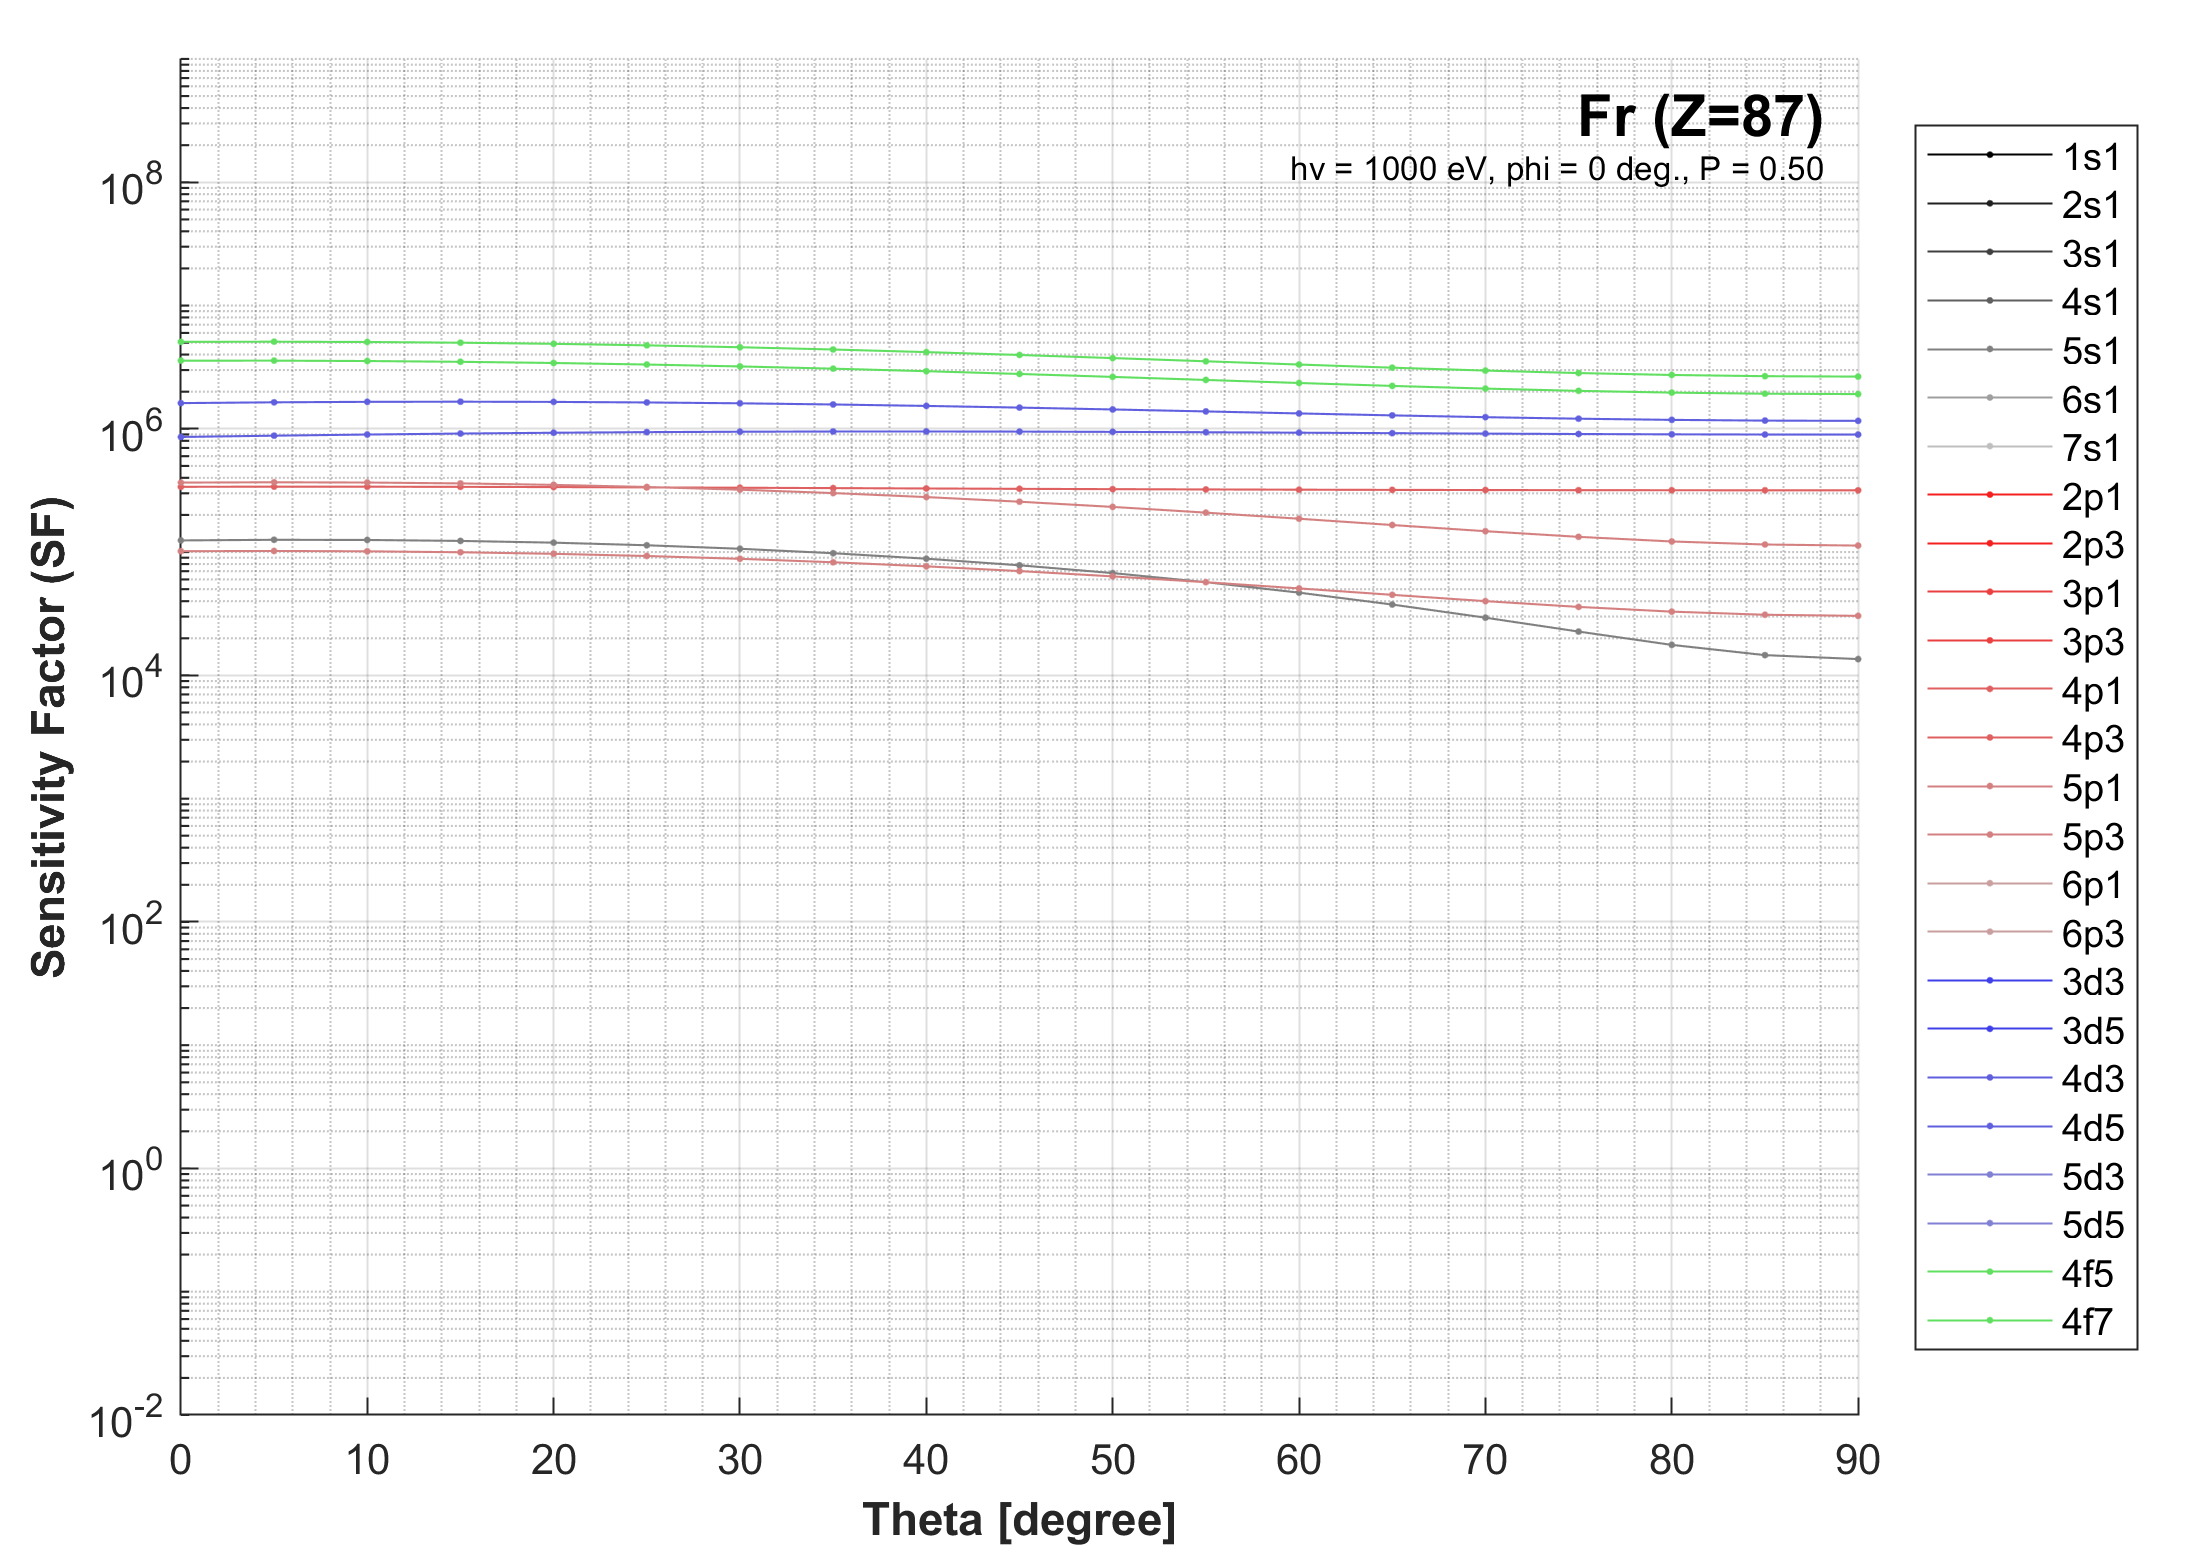 Fr (Z=87)
hv = 1000 eV, phi = 0 deg., P = 0.50
Sensitivity Factor (SF)
10^8
10^6
10^4
10^2
10^0
10^-2
0 10 20 30 40 50 60 70 80 90
Theta [degree]
1s1
2s1
3s1
4s1
5s1
6s1
7s1
2p1
2p3
3p1
3p3
4p1
4p3
5p1
5p3
6p1
6p3
3d3
3d5
4d3
4d5
5d3
5d5
4f5
4f7